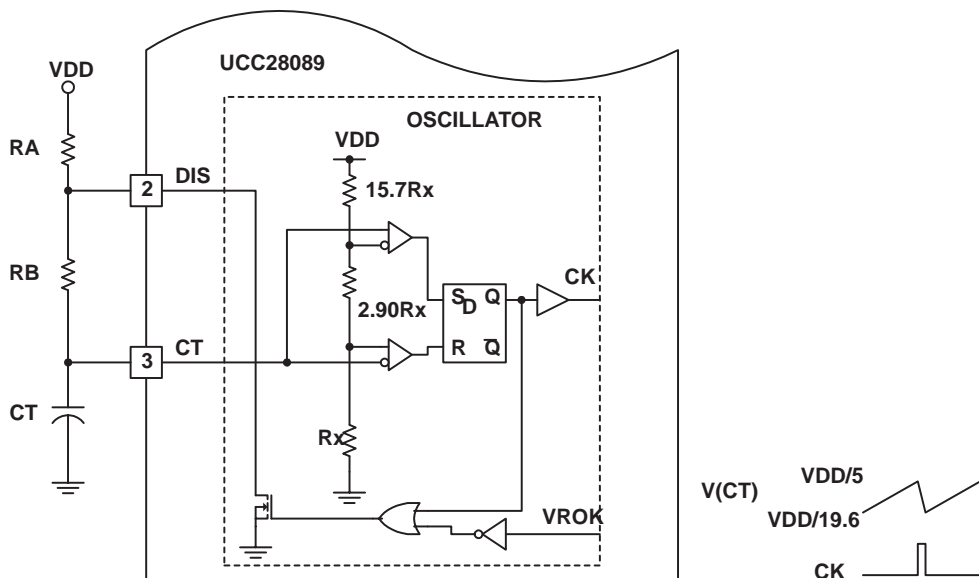 UCC28089
VDD
OSCILLATOR
VDD
RA
2 DIS
15.7Rx
RB
CK
S Q
D
2.90Rx
R Q̅
3 CT
CT
Rx
VROK
V(CT)
VDD/5
VDD/19.6
CK